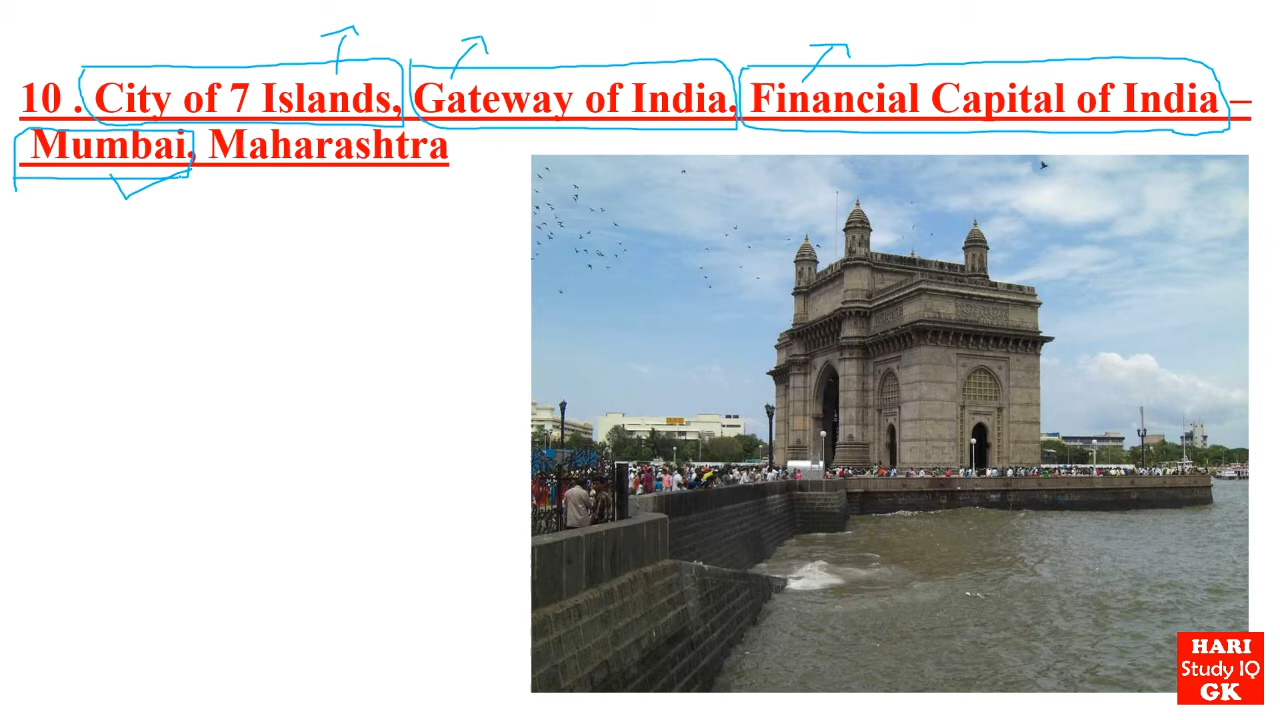 10 . City of 7 Islands, Gateway of India, Financial Capital of India –
Mumbai, Maharashtra
HARI
Study IQ
GK